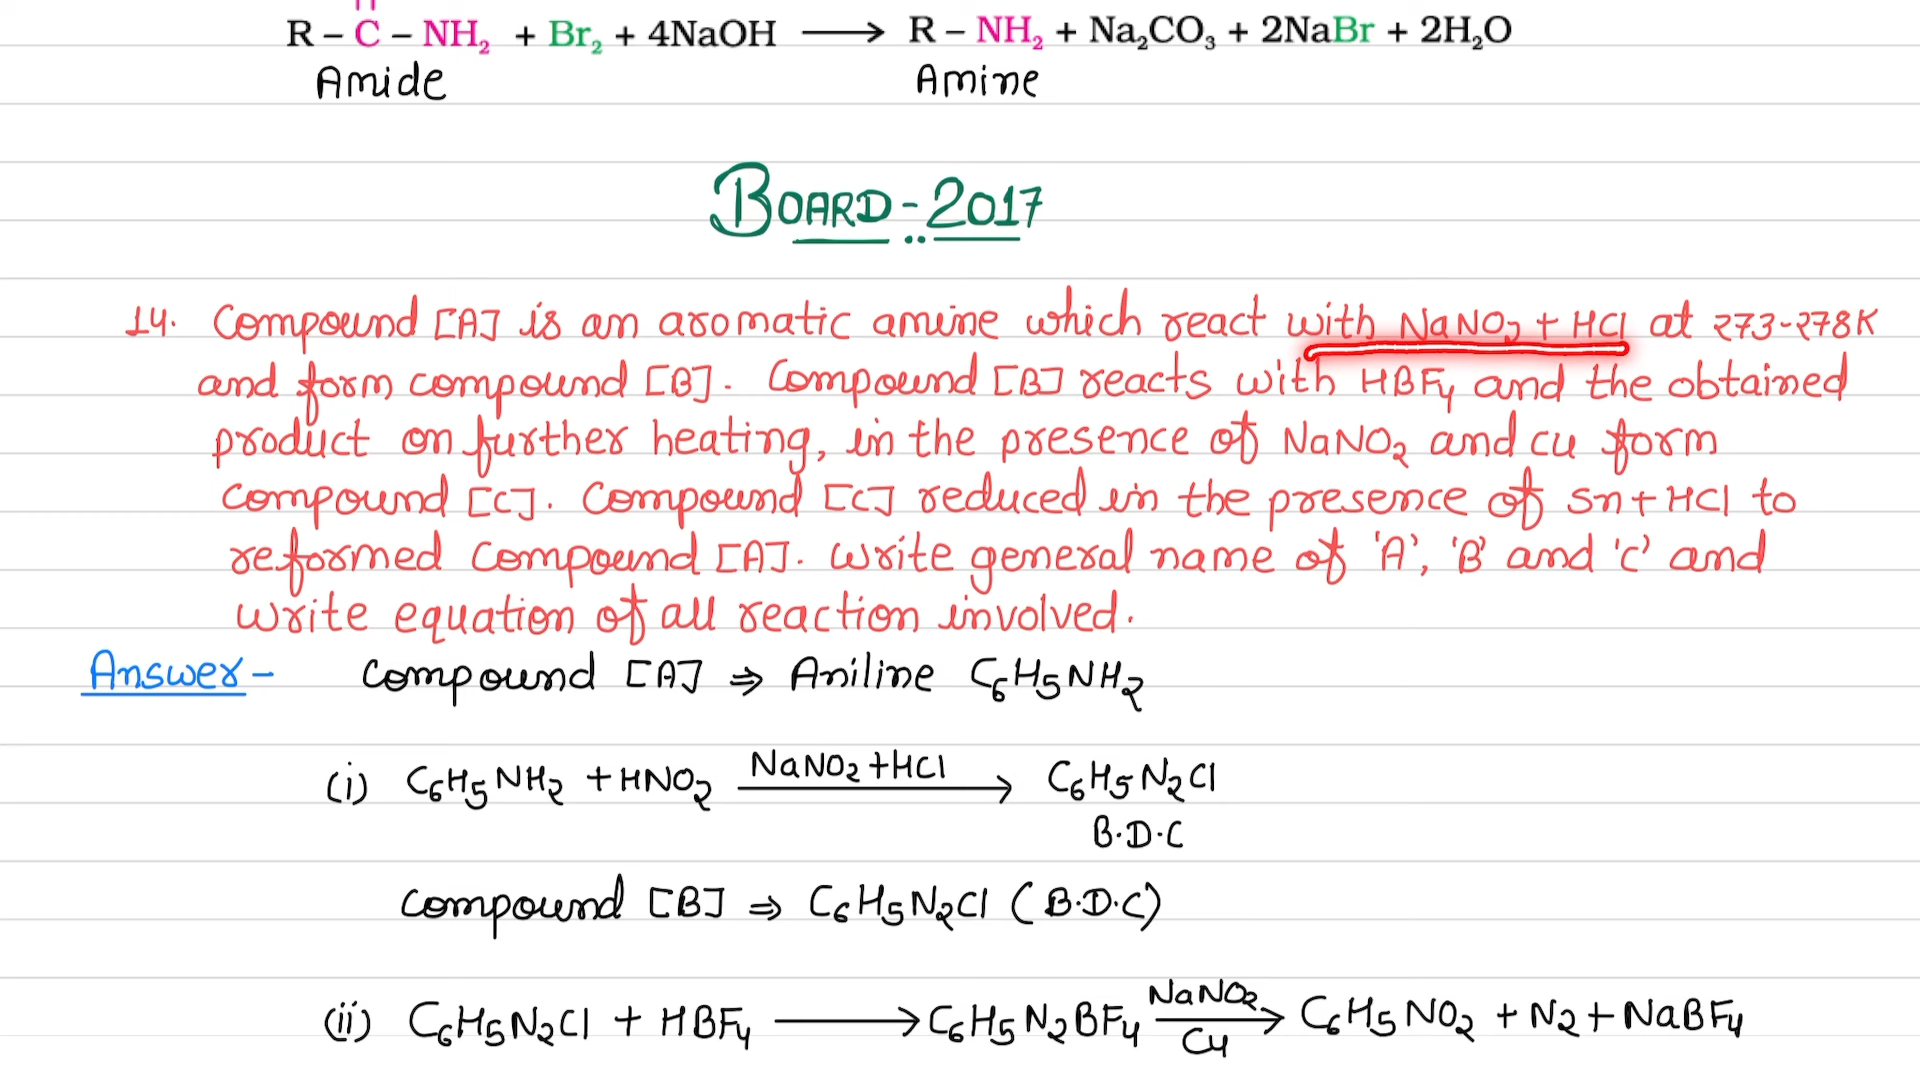 R – C – NH₂ + Br₂ + 4NaOH ⟶ R – NH₂ + Na₂CO₃ + 2NaBr + 2H₂O
Amide Amine
BOARD - 2017
14. Compound [A] is an aromatic amine which react with NaNO₂ + HCl at 273-278K
and form compound [B]. Compound [B] reacts with HBF₄ and the obtained
product on further heating, in the presence of NaNO₂ and cu form
compound [C]. Compound [C] reduced in the presence of Sn + HCl to
reformed compound [A]. Write general name of 'A', 'B' and 'C' and
write equation of all reaction involved.
Answer – Compound [A] ⇒ Aniline C₆H₅NH₂
(i) C₆H₅NH₂ + HNO₂ ⟶ C₆H₅N₂Cl
NaNO₂ + HCl
B.D.C
Compound [B] ⇒ C₆H₅N₂Cl (B.D.C)
(ii) C₆H₅N₂Cl + HBF₄ ⟶ C₆H₅N₂BF₄ ⟶ C₆H₅NO₂ + N₂ + NaBF₄
NaNO₂
Cu